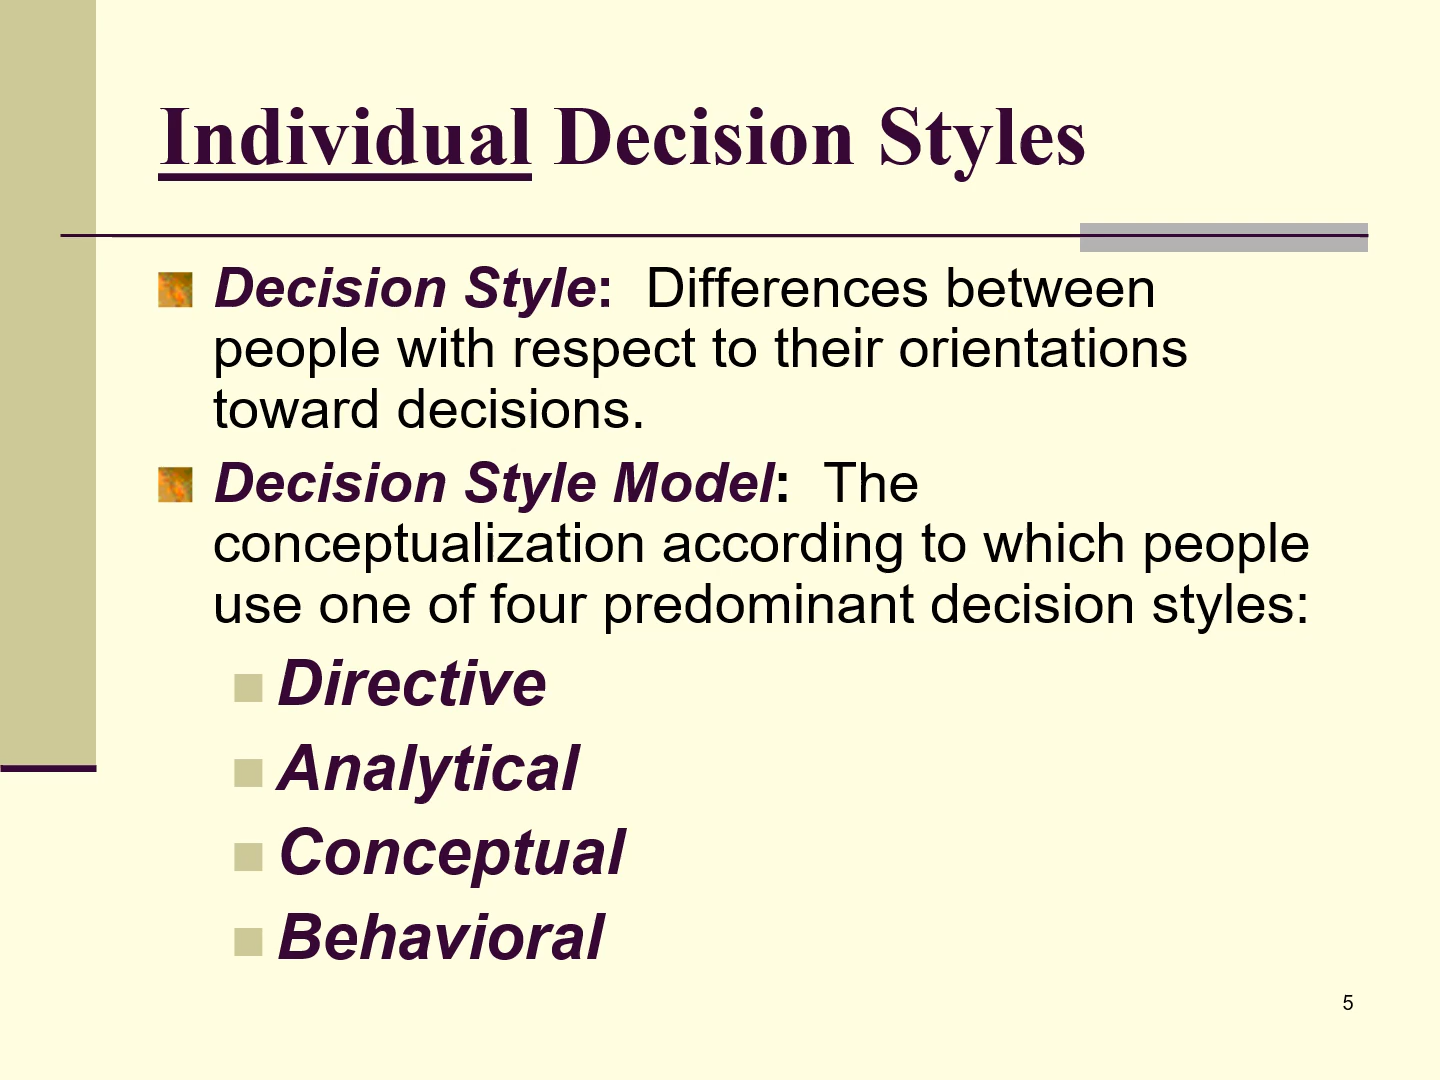 Individual Decision Styles
Decision Style:  Differences between
people with respect to their orientations
toward decisions.
Decision Style Model:  The
conceptualization according to which people
use one of four predominant decision styles:
Directive
Analytical
Conceptual
Behavioral
5